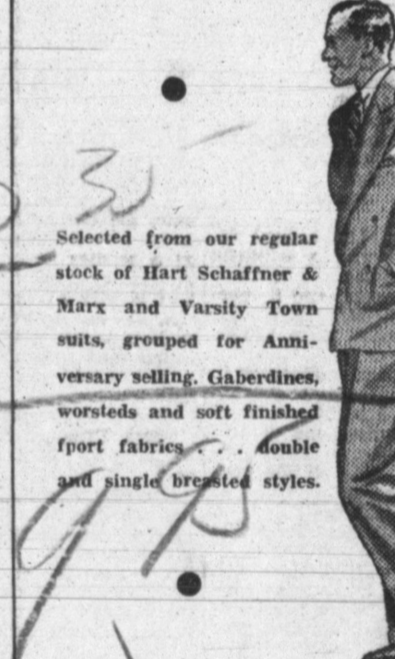 Selected from our regular
stock of Hart Schaffner &
Marx and Varsity Town
suits, grouped for Anni-
versary selling. Gaberdines,
worsteds and soft finished
fport fabrics . . . double
and single breasted styles.